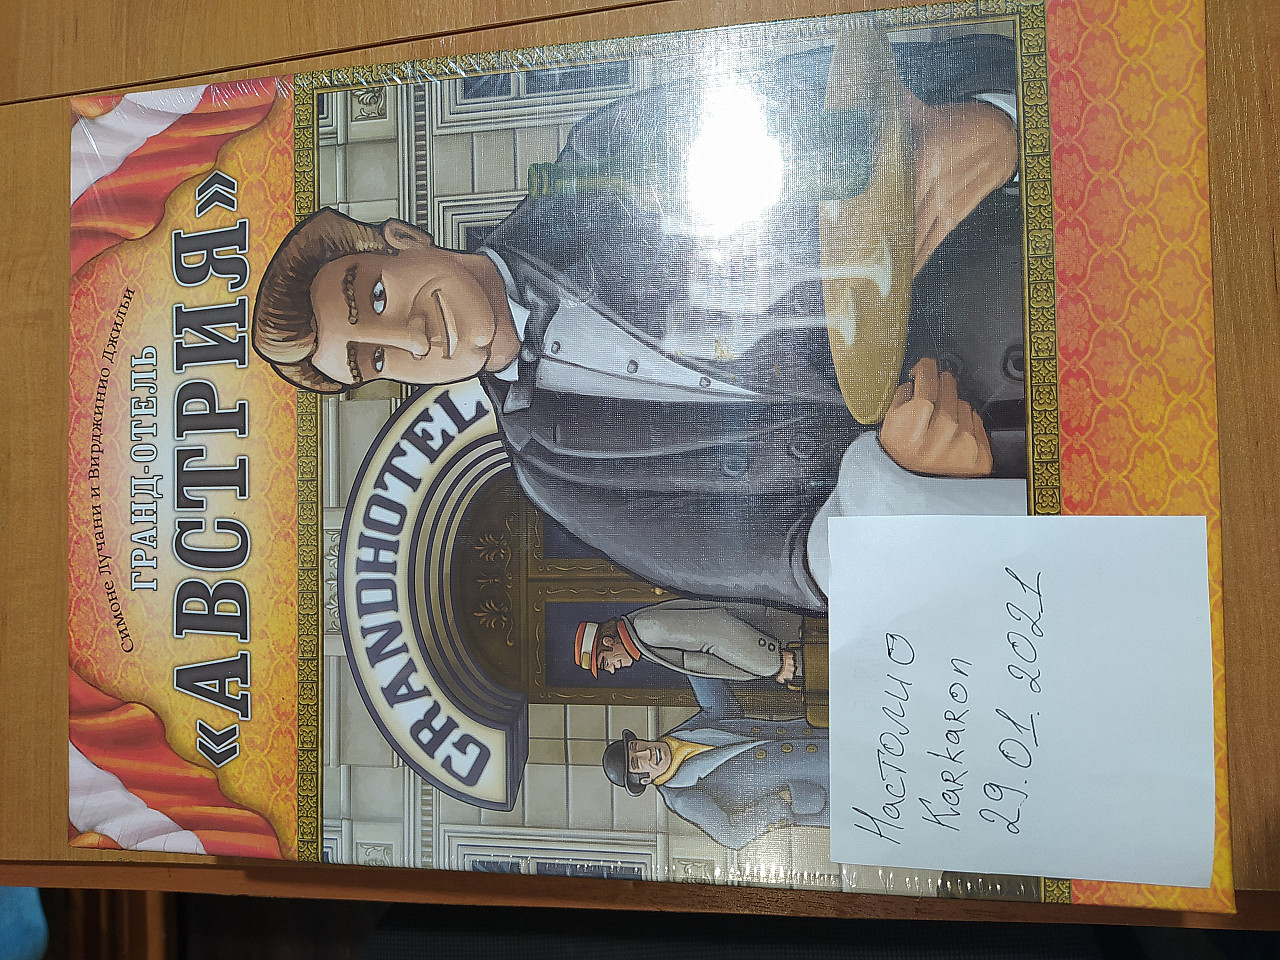 Симоне Лучани и Вирджинио Джильи
ГРАНД-ОТЕЛЬ
«АВСТРИЯ»
GRANDHOTEL
Настолио
Karkaron
29.01.2021